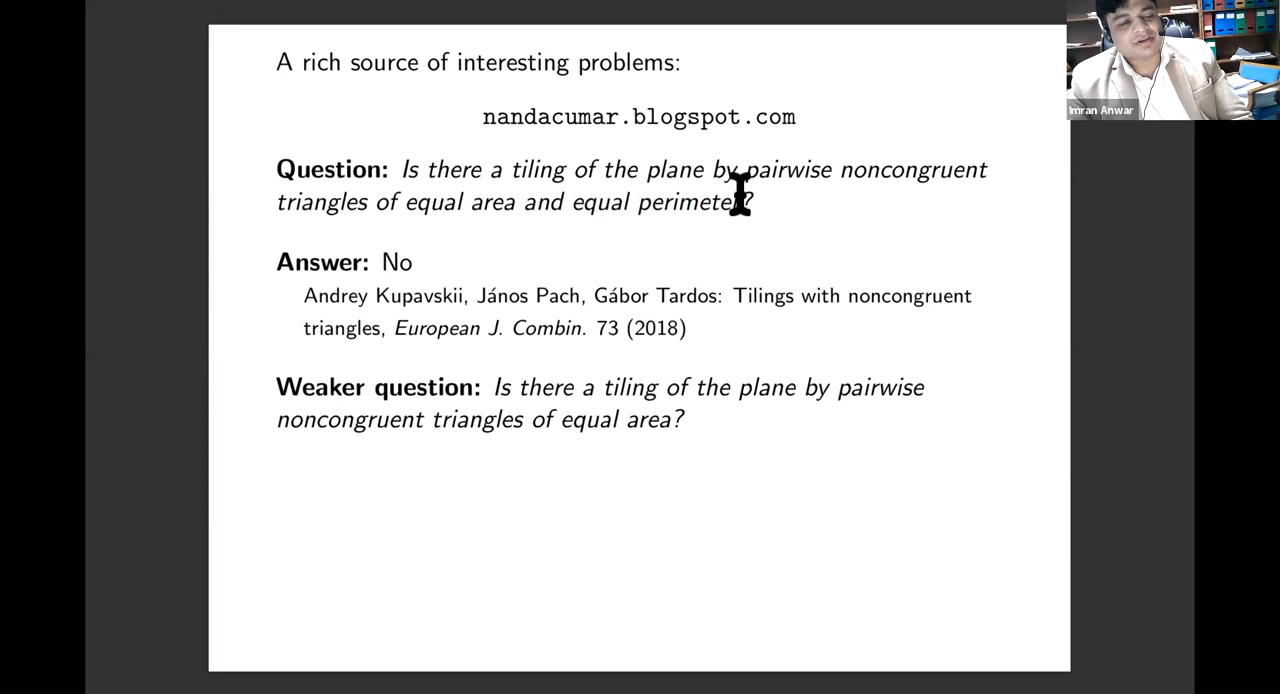 A rich source of interesting problems:
nandacumar.blogspot.com
Question: Is there a tiling of the plane by pairwise noncongruent
triangles of equal area and equal perimeter?
Answer: No
Andrey Kupavskii, János Pach, Gábor Tardos: Tilings with noncongruent
triangles, European J. Combin. 73 (2018)
Weaker question: Is there a tiling of the plane by pairwise
noncongruent triangles of equal area?
Imran Anwar